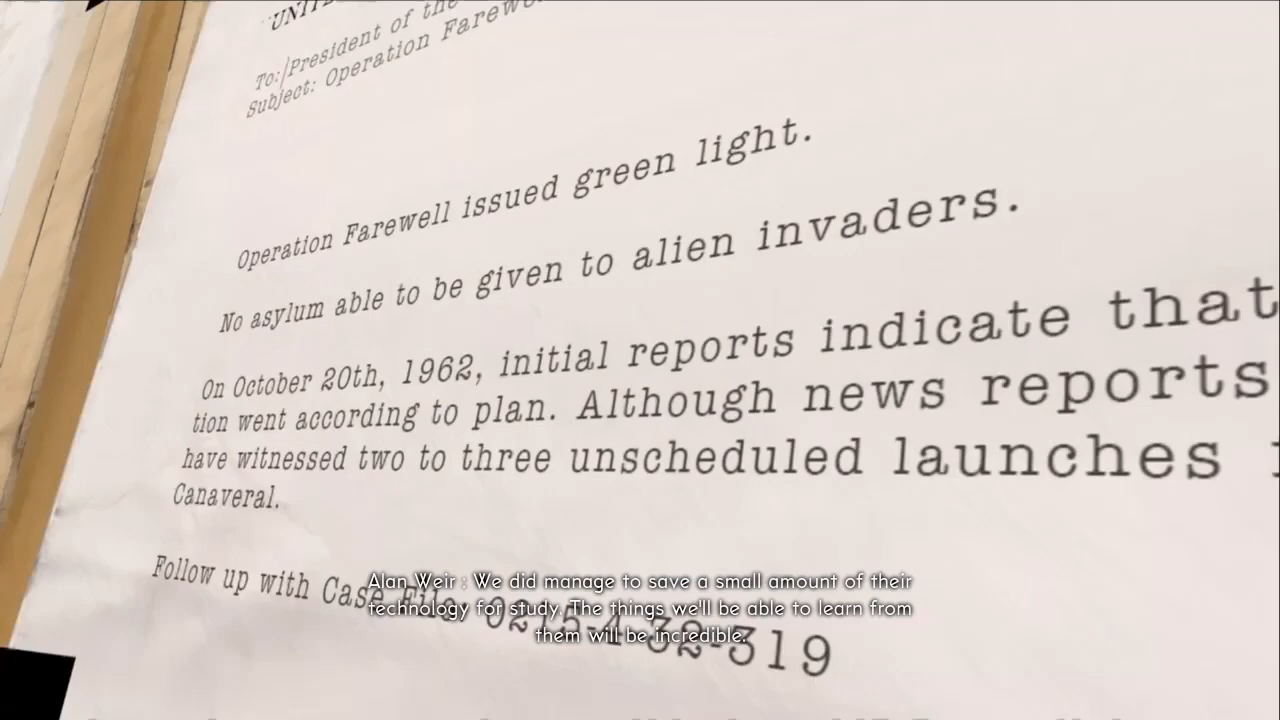 To: President of the
Subject: Operation
Operation Farewell issued green light.
No asylum able to be given to alien invaders.
On October 20th, 1962, initial reports indicate that
tion went according to plan. Although news reports
have witnessed two to three unscheduled launches
Canaveral.
Follow up with Case File 0215-4-32-319
Alan Weir : We did manage to save a small amount of their
technology for study. The things we'll be able to learn from
them will be incredible.